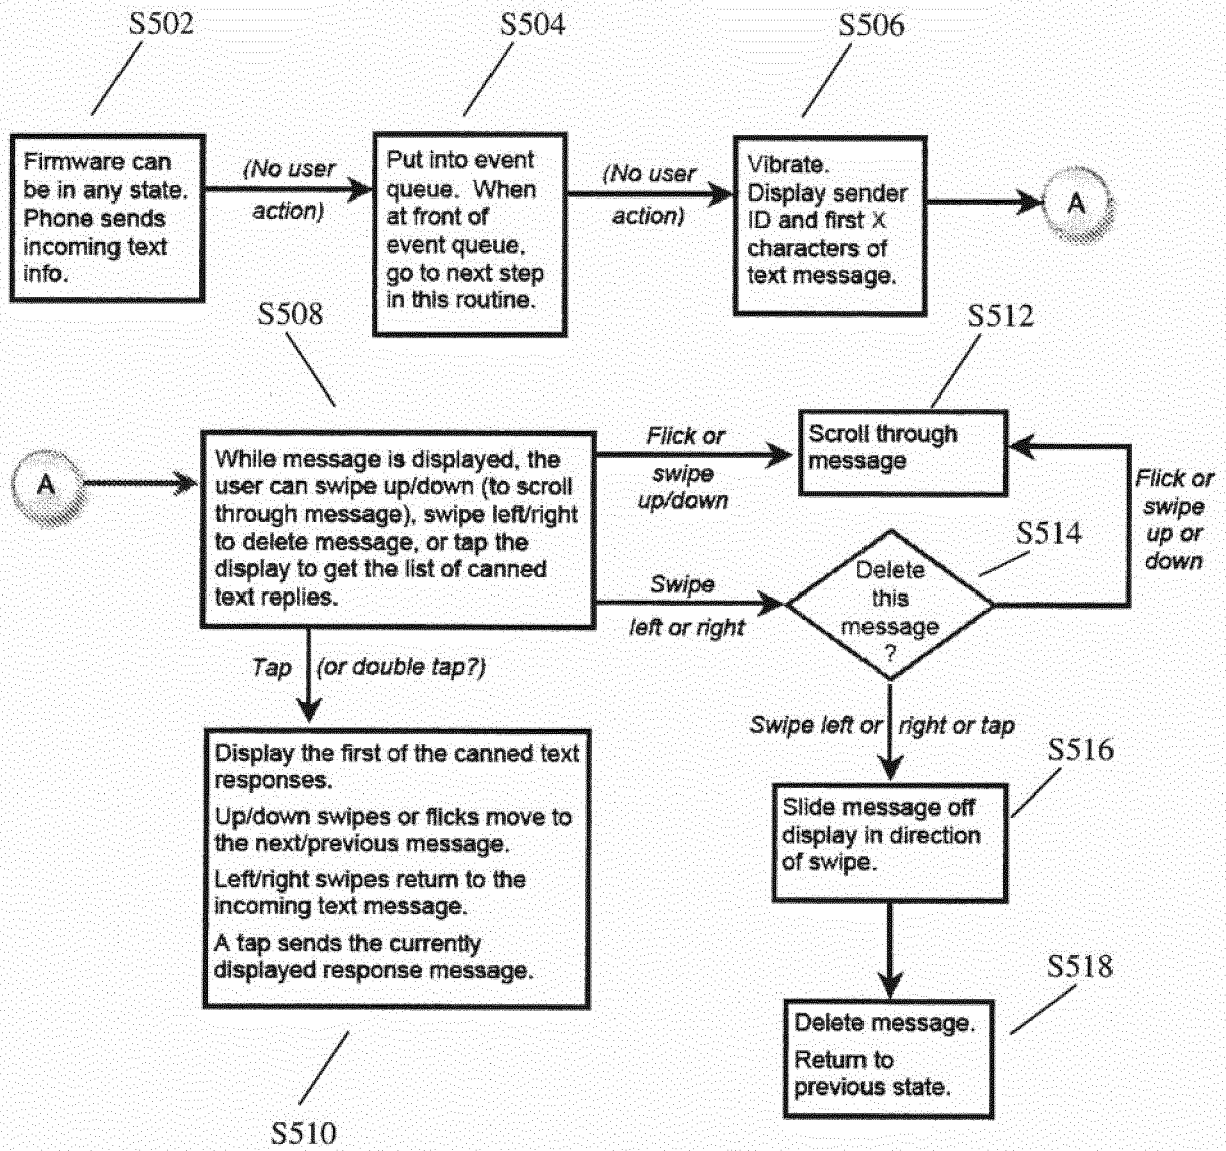 S502
S504
S506
Firmware can
be in any state.
Phone sends
incoming text
info.
(No user
action)
Put into event
queue. When
at front of
event queue,
go to next step
in this routine.
(No user
action)
Vibrate.
Display sender
ID and first X
characters of
text message.
A
S508
S512
A
While message is displayed, the
user can swipe up/down (to scroll
through message), swipe left/right
to delete message, or tap the
display to get the list of canned
text replies.
Flick or
swipe
up/down
Scroll through
message
Flick or
swipe
up or
down
S514
Swipe
left or right
Delete
this
message
?
Tap (or double tap?)
Swipe left or right or tap
Display the first of the canned text
responses.
Up/down swipes or flicks move to
the next/previous message.
Left/right swipes return to the
incoming text message.
A tap sends the currently
displayed response message.
S516
Slide message off
display in direction
of swipe.
S518
Delete message.
Return to
previous state.
S510